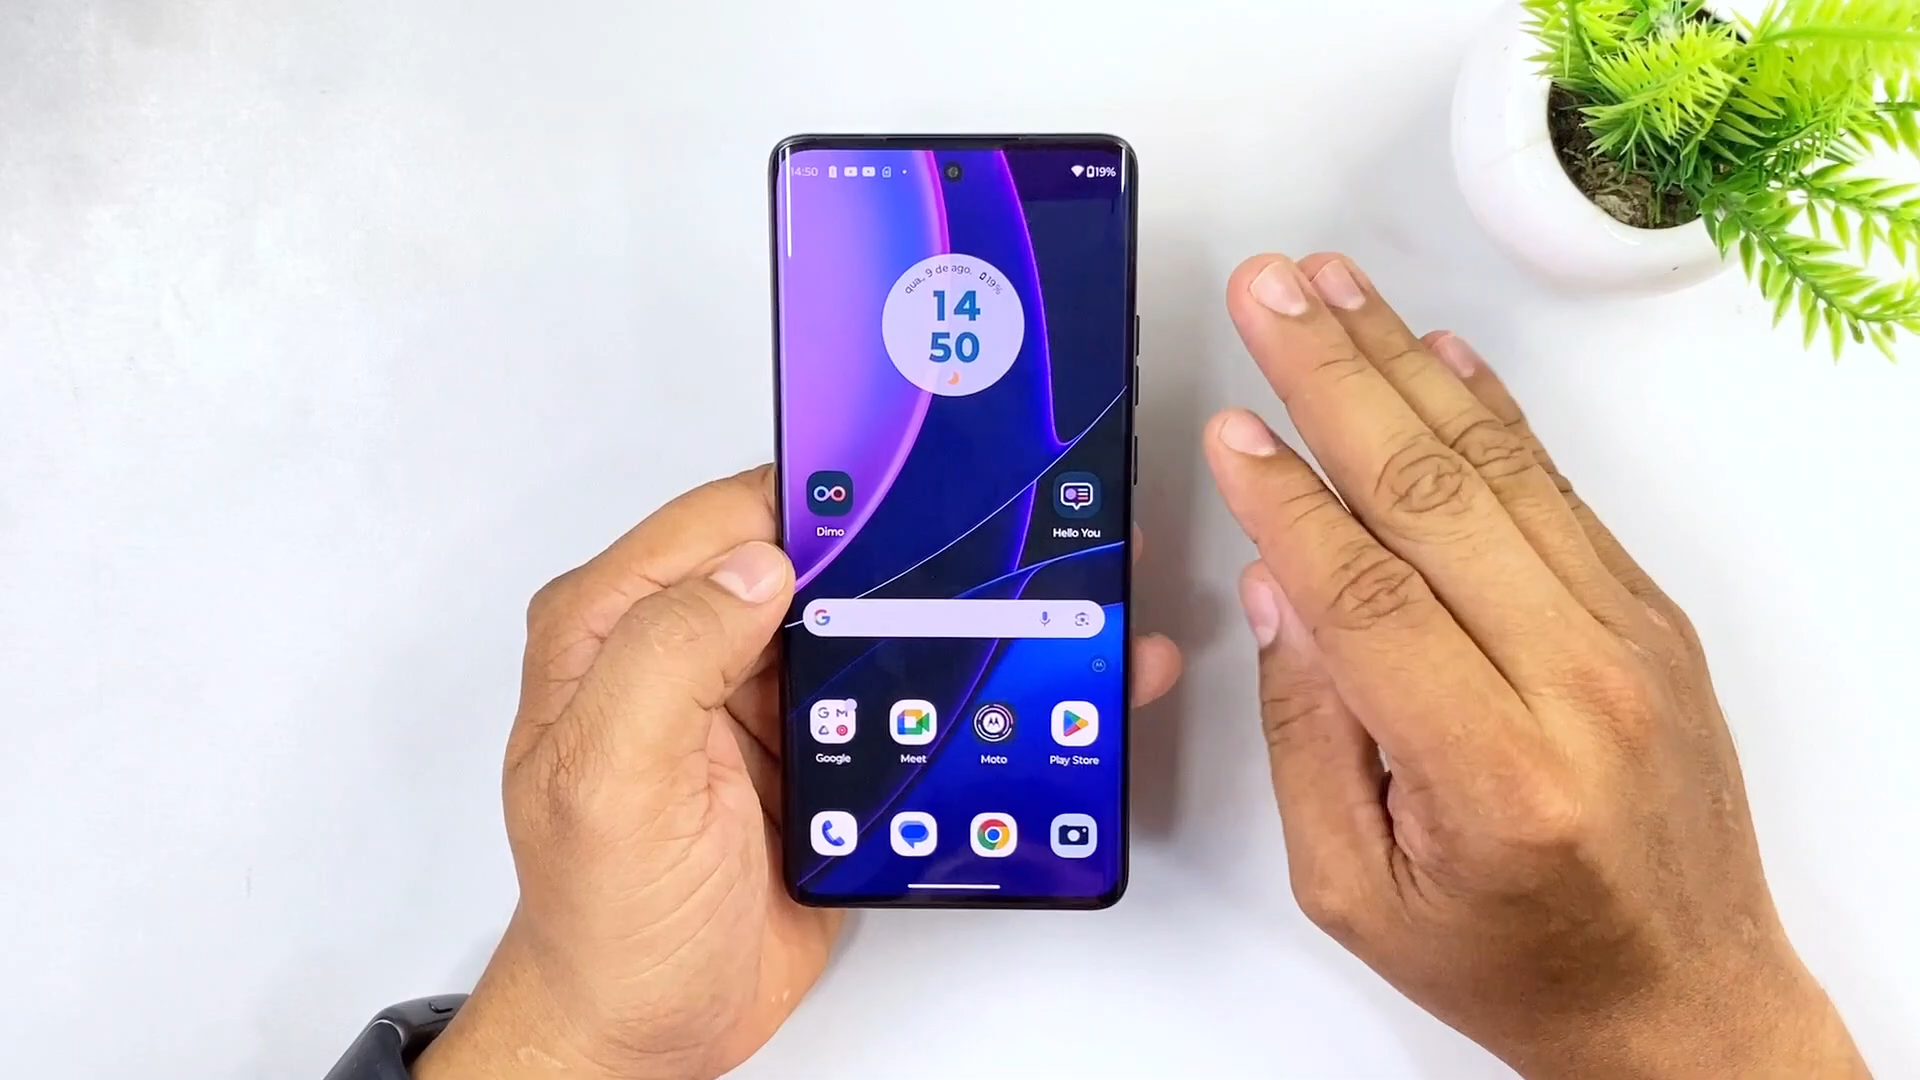 14:50
19%
qua., 9 de ago. 19%
14
50
Dimo
Hello You
Google
Meet
Moto
Play Store